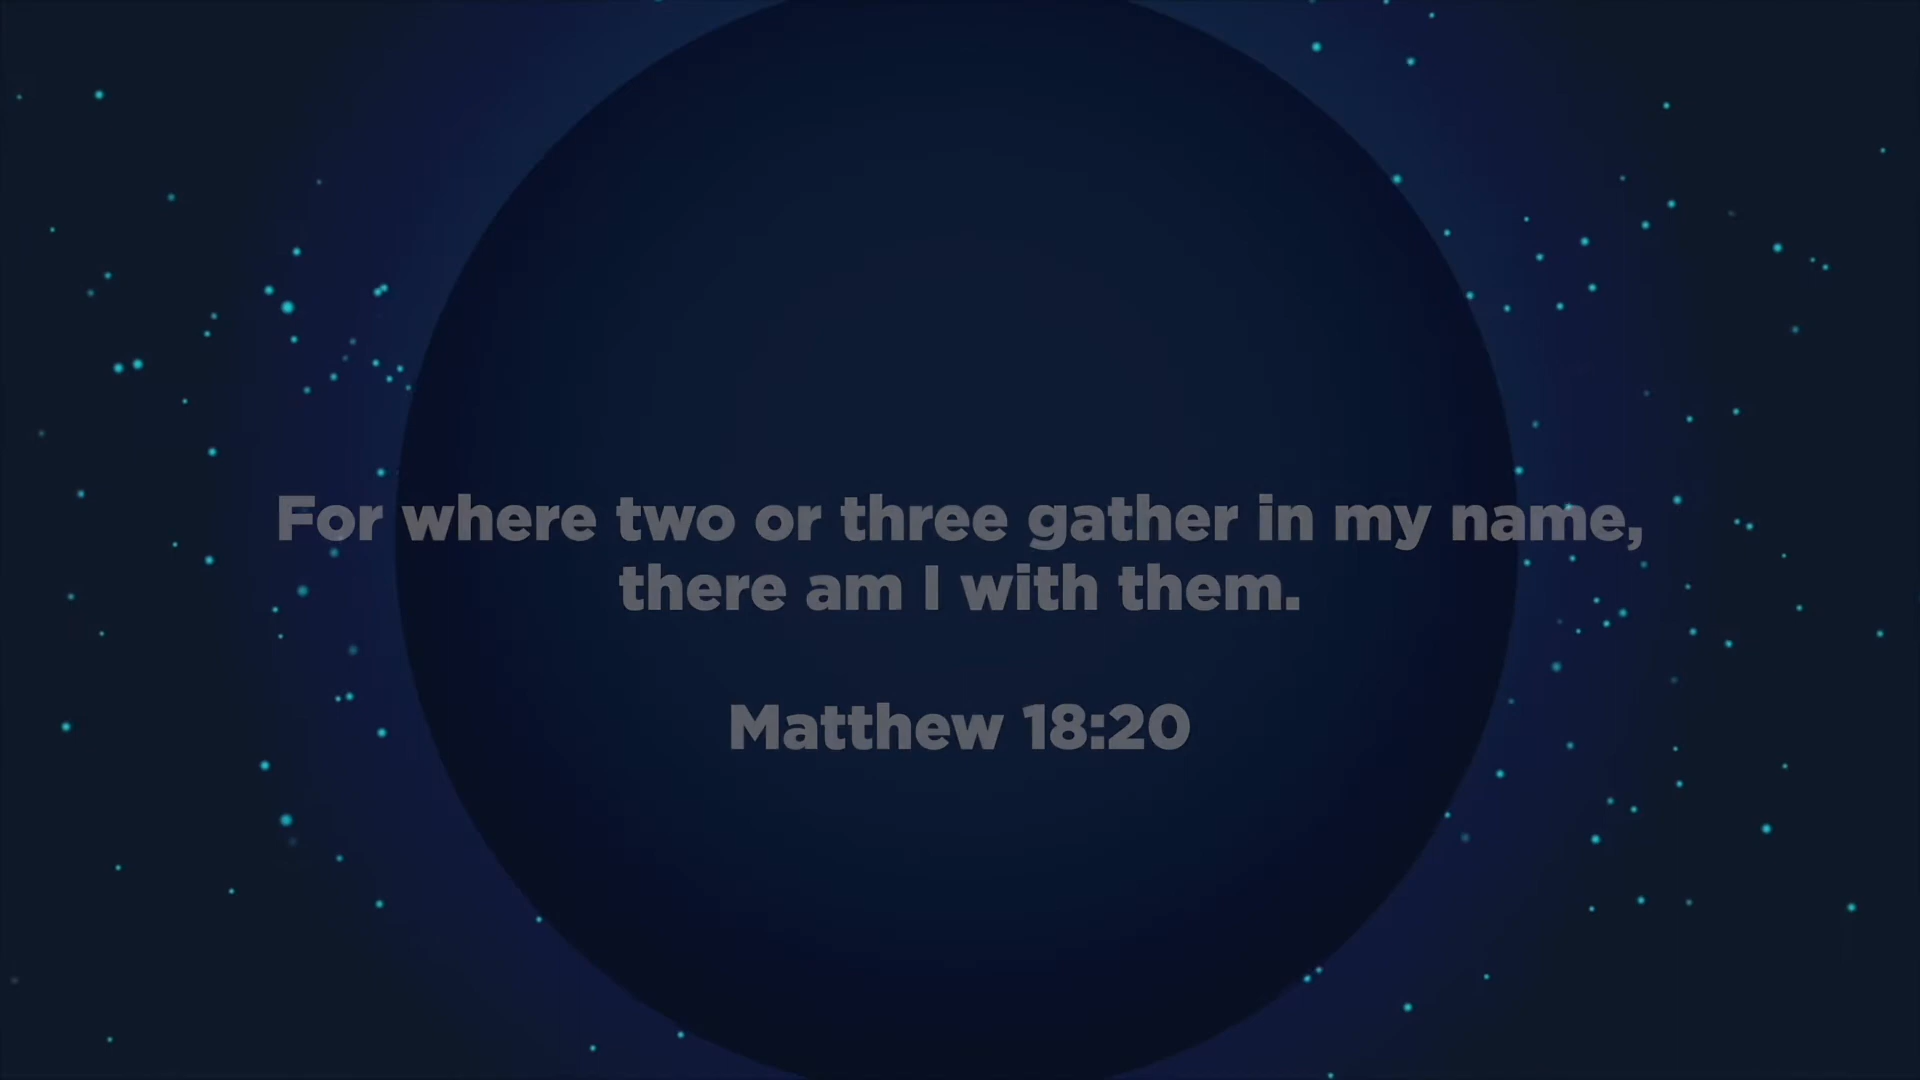 For where two or three gather in my name,
there am I with them.
Matthew 18:20